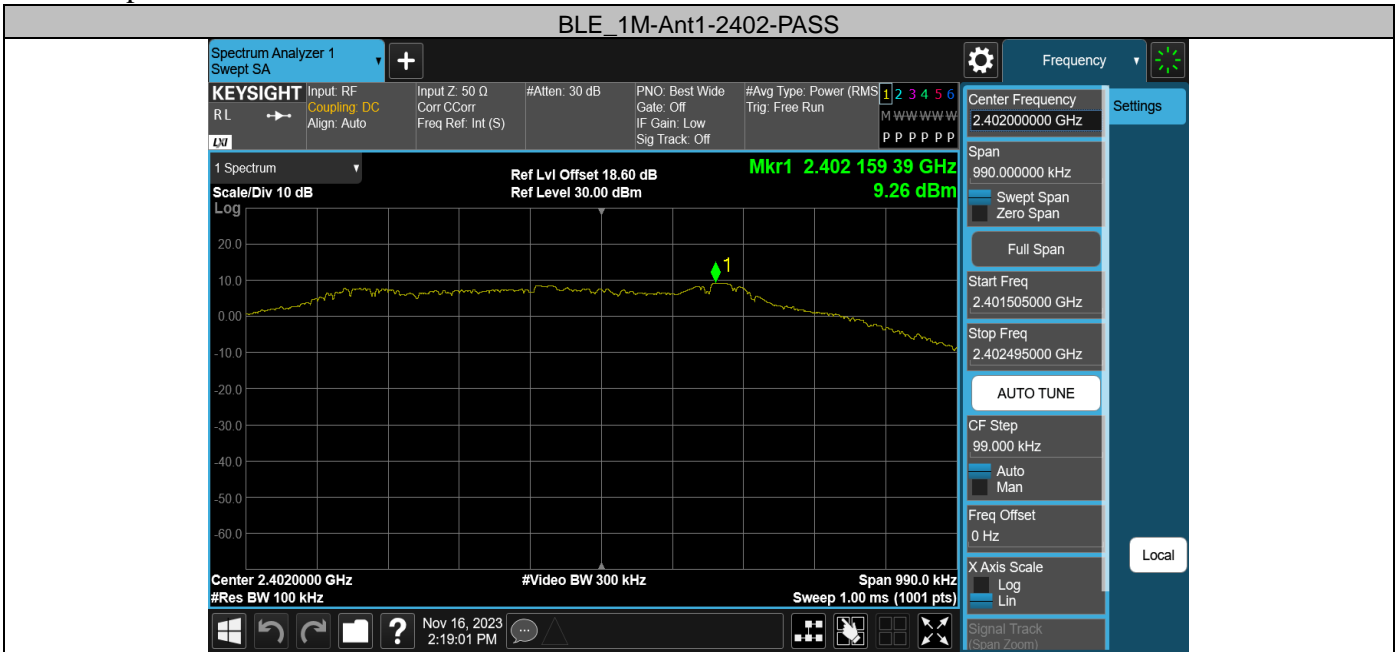 BLE_1M-Ant1-2402-PASS
Spectrum Analyzer 1
Swept SA
Frequency
KEYSIGHT
RL
LXI
Input: RF
Coupling: DC
Align: Auto
Input Z: 50 Ω
Corr CCorr
Freq Ref: Int (S)
#Atten: 30 dB
PNO: Best Wide
Gate: Off
IF Gain: Low
Sig Track: Off
#Avg Type: Power (RMS
Trig: Free Run
1 2 3 4 5 6
M W W W W W
P P P P P P
1 Spectrum
Scale/Div 10 dB
Log
Ref Lvl Offset 18.60 dB
Ref Level 30.00 dBm
Mkr1 2.402 159 39 GHz
9.26 dBm
20.0
10.0
0.00
-10.0
-20.0
-30.0
-40.0
-50.0
-60.0
1
Center 2.4020000 GHz
#Res BW 100 kHz
#Video BW 300 kHz
Span 990.0 kHz
Sweep 1.00 ms (1001 pts)
Nov 16, 2023
2:19:01 PM
Center Frequency
2.402000000 GHz
Span
990.000000 kHz
Swept Span
Zero Span
Full Span
Start Freq
2.401505000 GHz
Stop Freq
2.402495000 GHz
AUTO TUNE
CF Step
99.000 kHz
Auto
Man
Freq Offset
0 Hz
X Axis Scale
Log
Lin
Signal Track
(Span Zoom)
Settings
Local